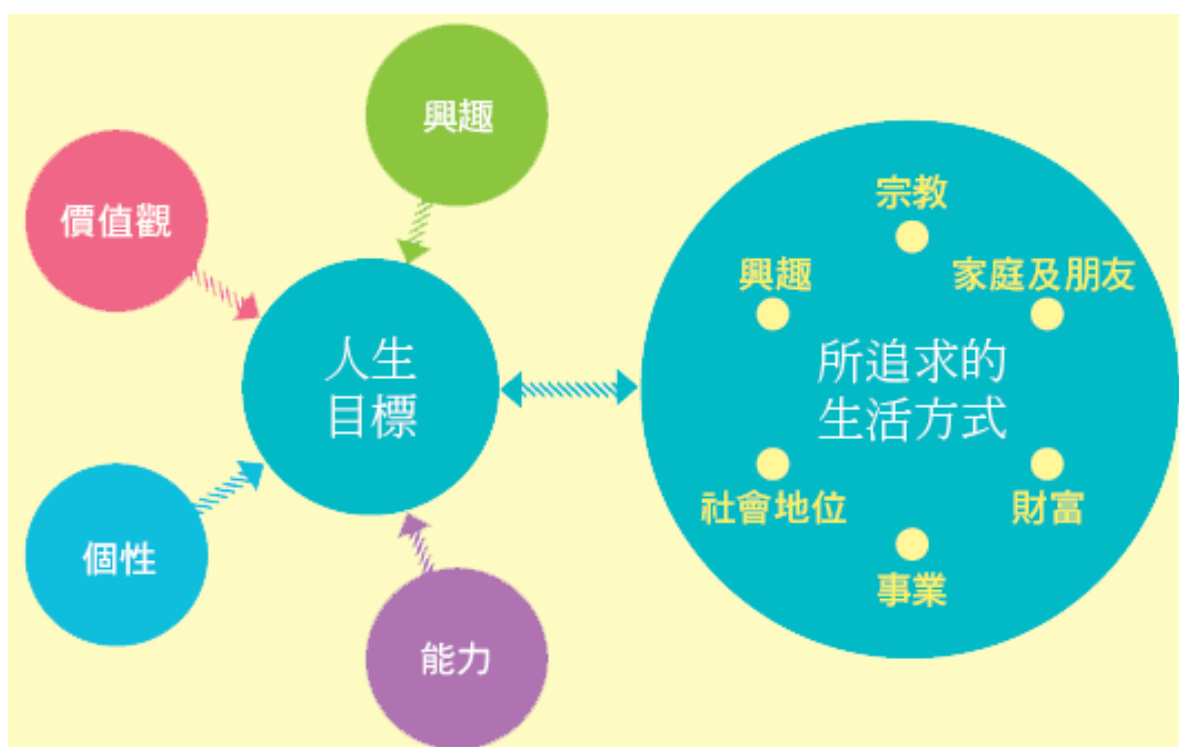 興趣
價值觀
人生
目標
個性
能力
宗教
興趣
家庭及朋友
所追求的
生活方式
社會地位
財富
事業